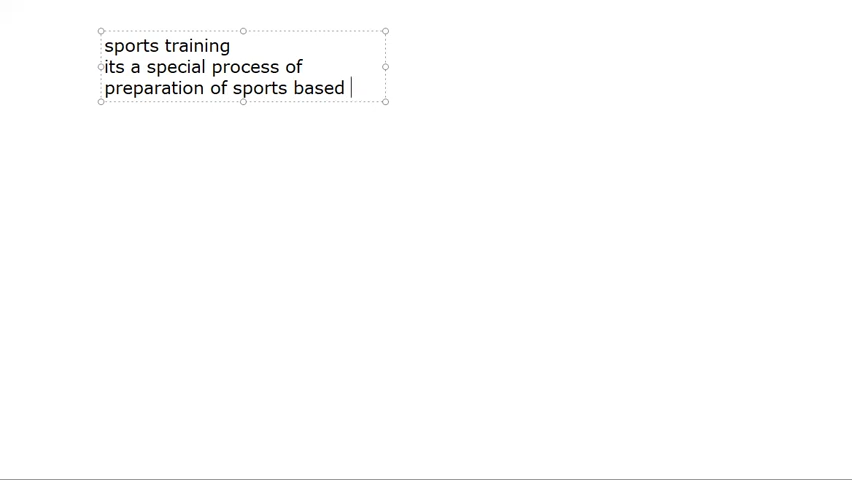 sports training
its a special process of
preparation of sports based